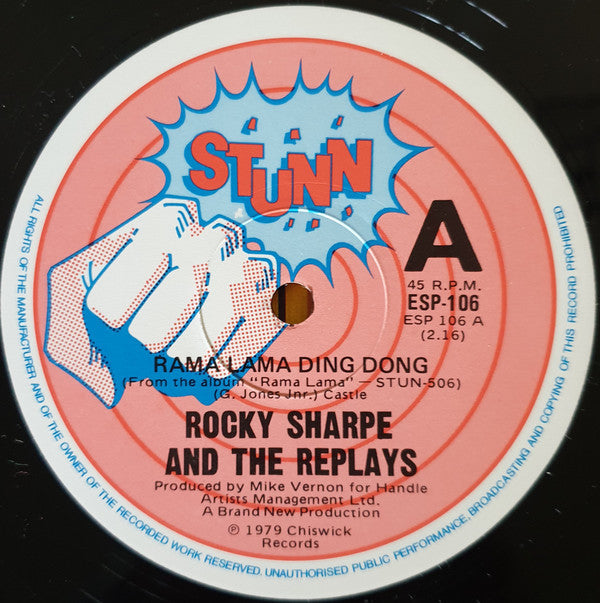 STUNN
A
45 R.P.M.
ESP-106
ESP 106 A
(2.16)
RAMA LAMA DING DONG
(From the album "Rama Lama" – STUN-506)
(G. Jones Jnr.) Castle
ROCKY SHARPE
AND THE REPLAYS
Produced by Mike Vernon for Handle
Artists Management Ltd.
A Brand New Production
℗ 1979 Chiswick
Records
ALL RIGHTS OF THE MANUFACTURER AND OF THE OWNER OF THE RECORDED WORK RESERVED. UNAUTHORISED PUBLIC PERFORMANCE, BROADCASTING AND COPYING OF THIS RECORD PROHIBITED